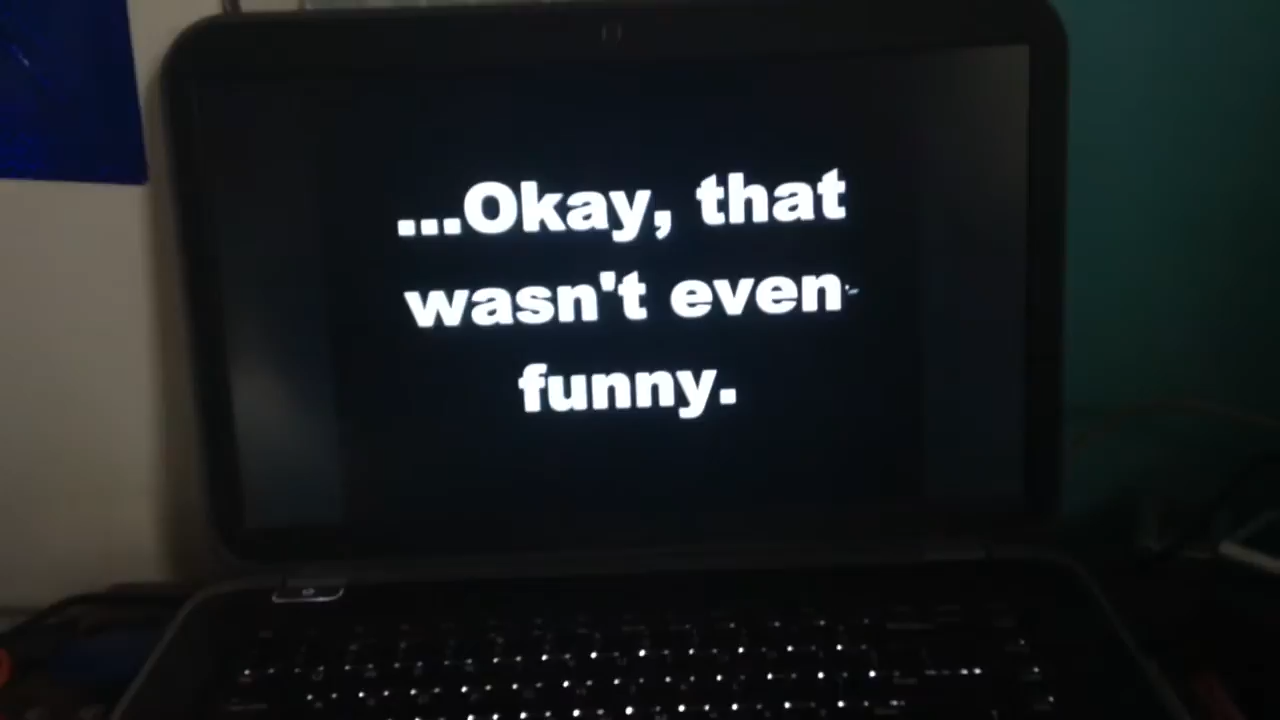 ...Okay, that
wasn't even
funny.